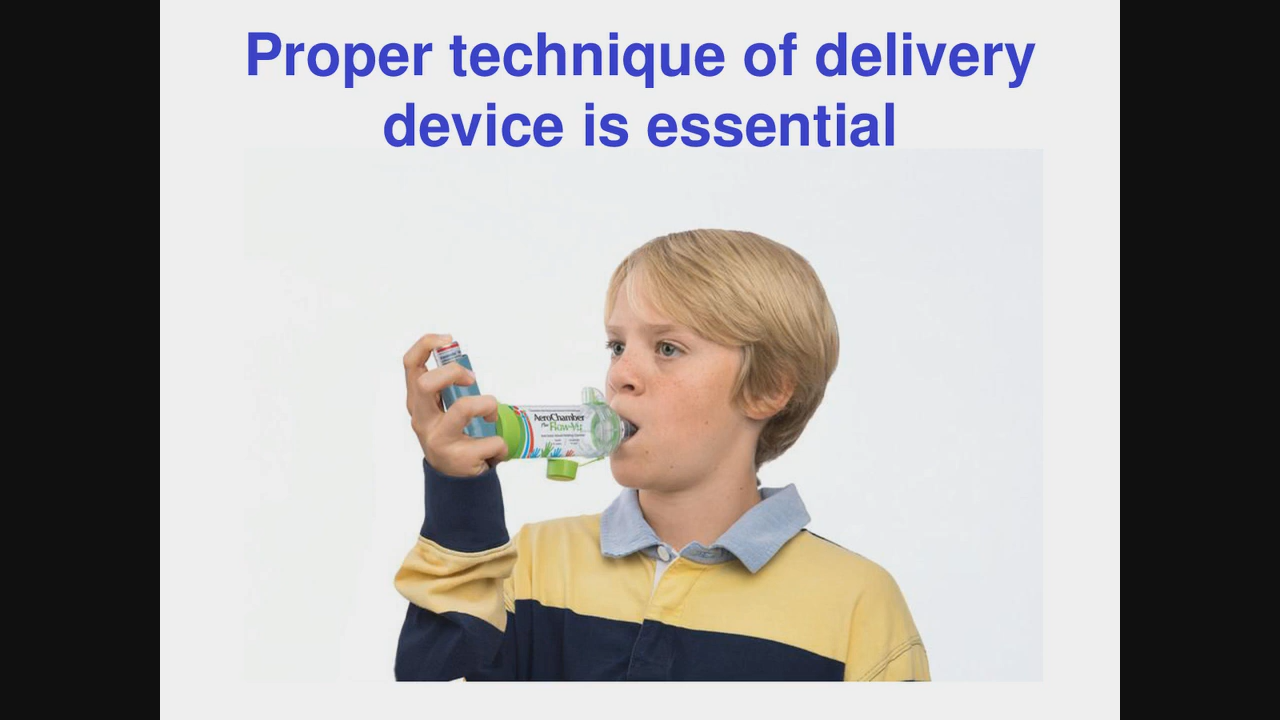 Proper technique of delivery
device is essential
AeroChamber
Plus
Flow-Vu